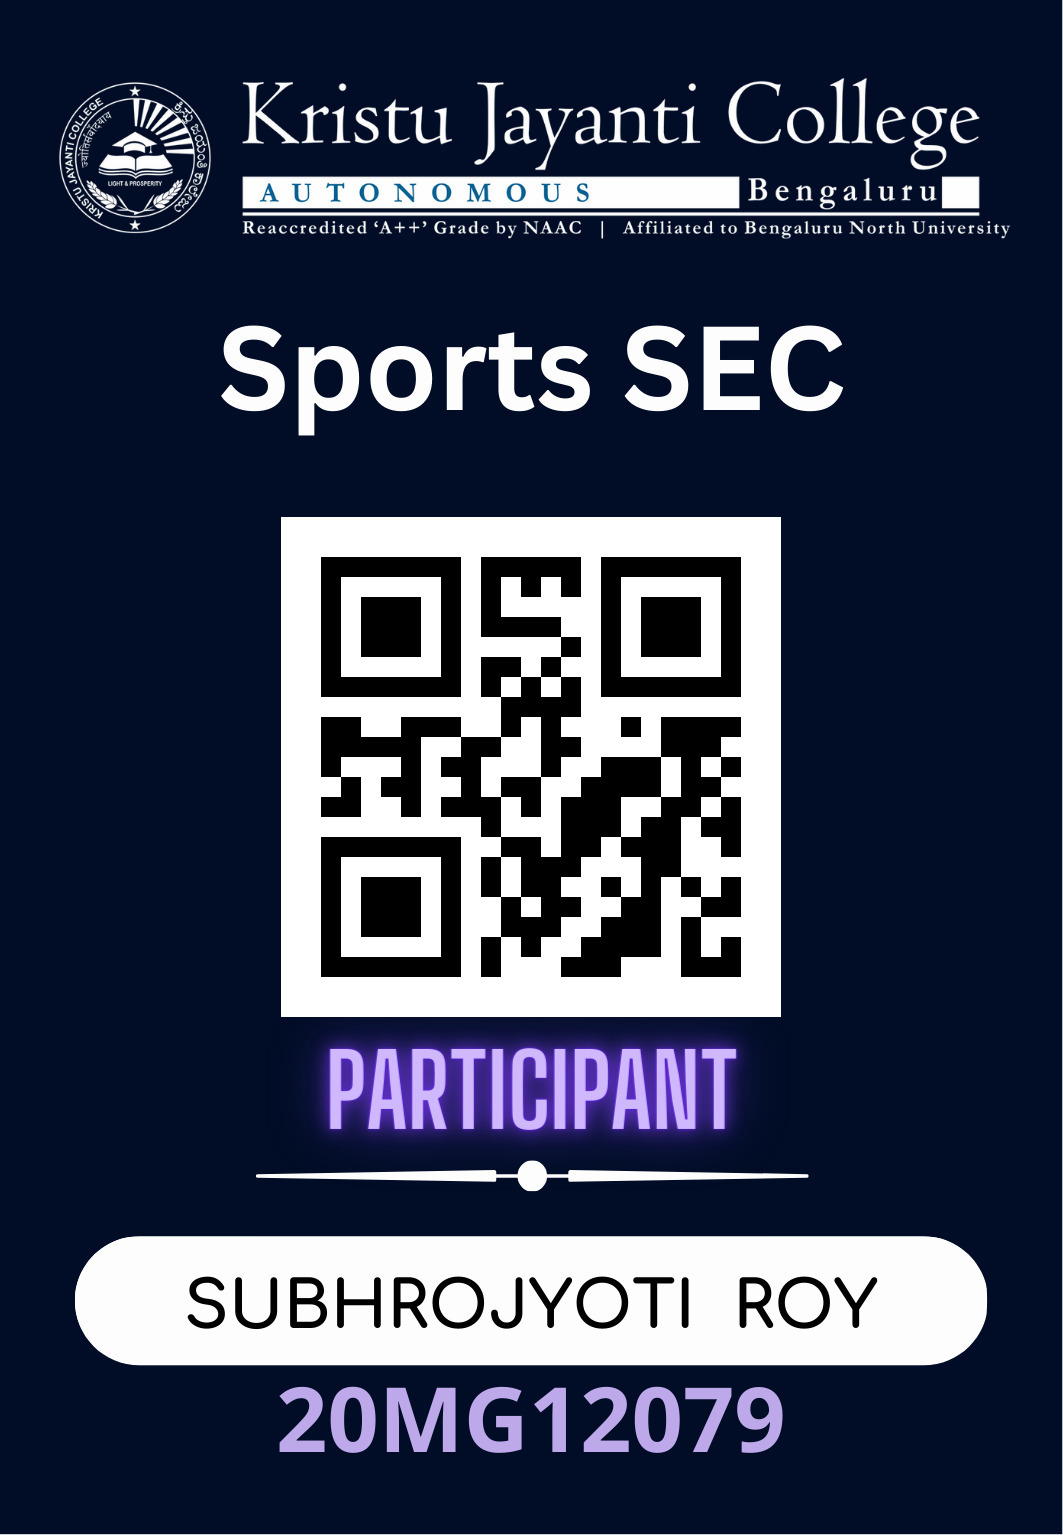 Kristu Jayanti College
AUTONOMOUS Bengaluru
Reaccredited ‘A++’ Grade by NAAC | Affiliated to Bengaluru North University
KRISTU JAYANTI COLLEGE
LIGHT & PROSPERITY
Sports SEC
PARTICIPANT
SUBHROJYOTI ROY
20MG12079